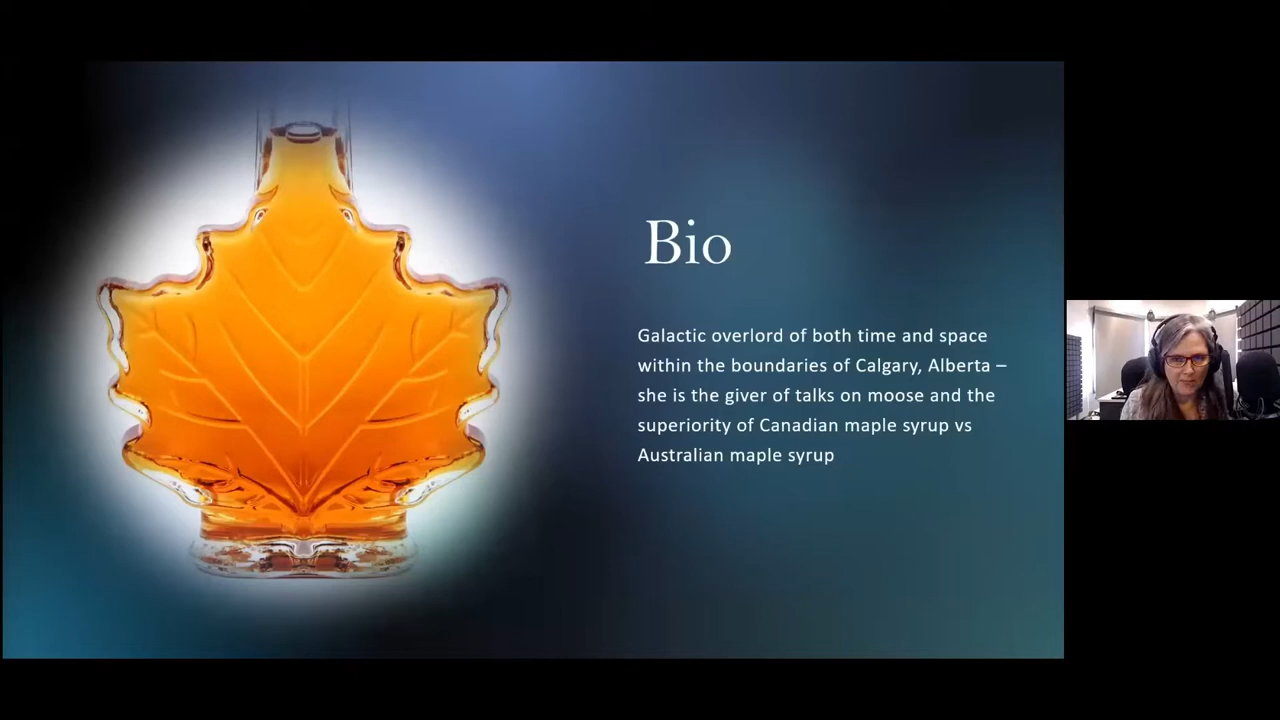 Bio
Galactic overlord of both time and space
within the boundaries of Calgary, Alberta –
she is the giver of talks on moose and the
superiority of Canadian maple syrup vs
Australian maple syrup